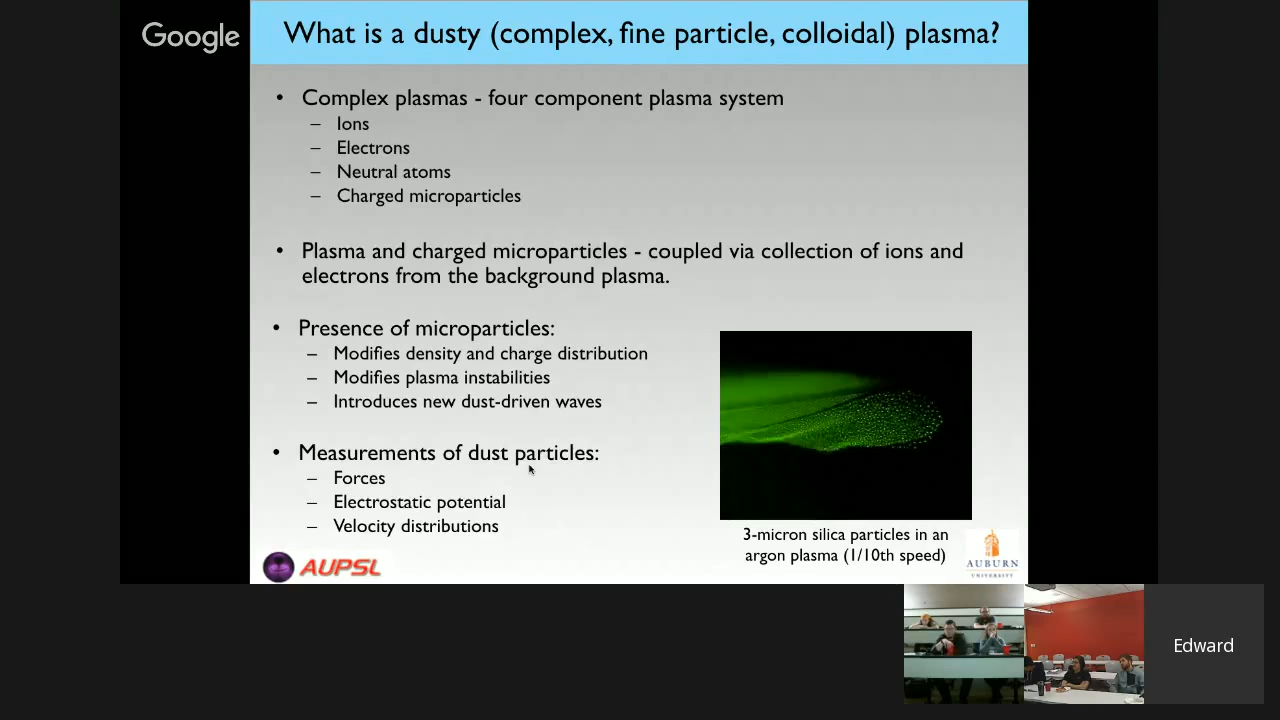 Google
What is a dusty (complex, fine particle, colloidal) plasma?
• Complex plasmas - four component plasma system
– Ions
– Electrons
– Neutral atoms
– Charged microparticles
• Plasma and charged microparticles - coupled via collection of ions and
electrons from the background plasma.
• Presence of microparticles:
– Modifies density and charge distribution
– Modifies plasma instabilities
– Introduces new dust-driven waves
• Measurements of dust particles:
– Forces
– Electrostatic potential
– Velocity distributions
3-micron silica particles in an
argon plasma (1/10th speed)
AUPSL
AUBURN
UNIVERSITY
Edward